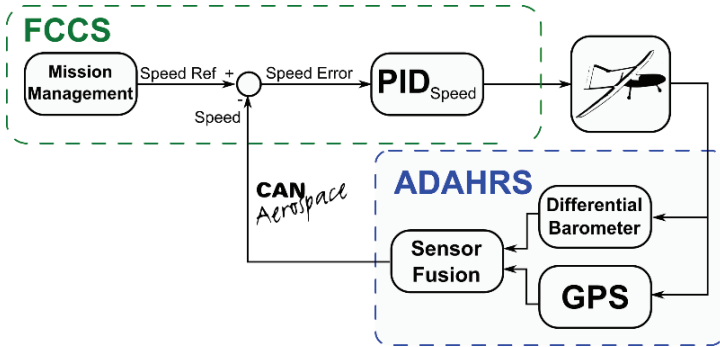 FCCS
Mission
Management
Speed Ref
+
Speed Error
-
Speed
PID Speed
CAN
Aerospace
ADAHRS
Differential
Barometer
Sensor
Fusion
GPS